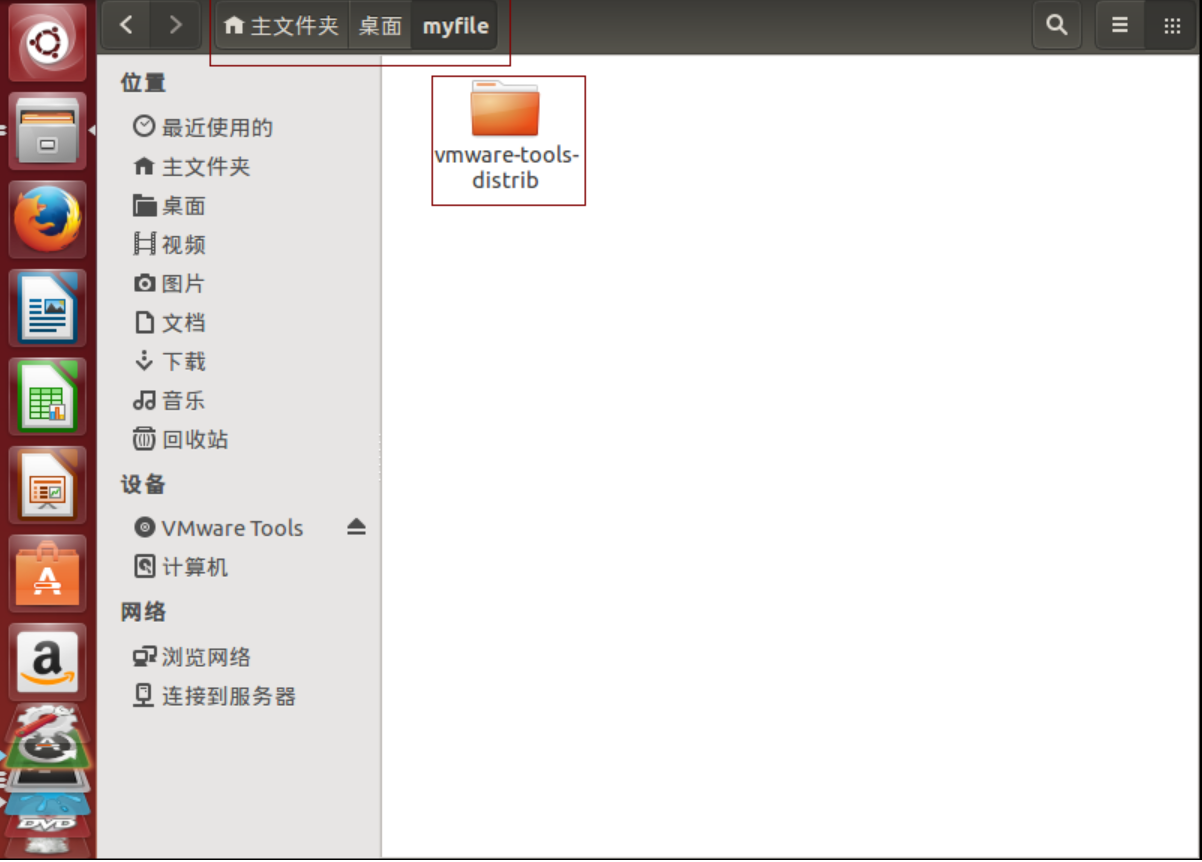 主文件夹 桌面 myfile
位置
最近使用的
主文件夹
桌面
视频
图片
文档
下载
音乐
回收站
设备
VMware Tools
计算机
网络
浏览网络
连接到服务器
vmware-tools-
distrib
a
DVD